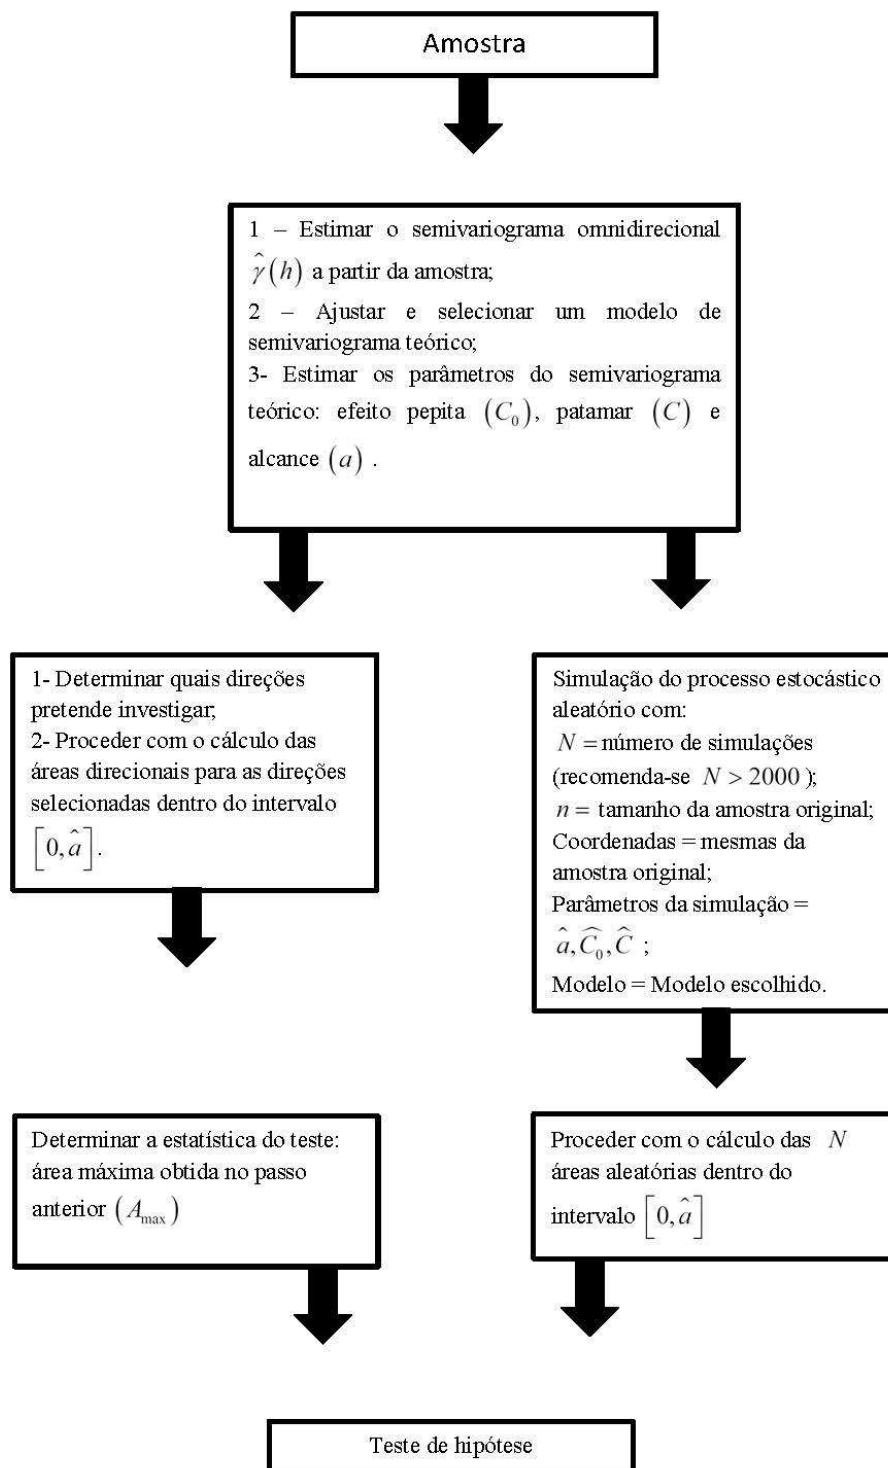 Amostra
1 – Estimar o semivariograma omnidirecional
γ̂(h) a partir da amostra;
2 – Ajustar e selecionar um modelo de
semivariograma teórico;
3- Estimar os parâmetros do semivariograma
teórico: efeito pepita (C₀), patamar (C) e
alcance (a) .
1- Determinar quais direções
pretende investigar;
2- Proceder com o cálculo das
áreas direcionais para as direções
selecionadas dentro do intervalo
[0, â].
Simulação do processo estocástico
aleatório com:
N = número de simulações
(recomenda-se N > 2000 );
n = tamanho da amostra original;
Coordenadas = mesmas da
amostra original;
Parâmetros da simulação =
â, Ĉ₀, Ĉ ;
Modelo = Modelo escolhido.
Determinar a estatística do teste:
área máxima obtida no passo
anterior (Amax)
Proceder com o cálculo das N
áreas aleatórias dentro do
intervalo [0, â]
Teste de hipótese